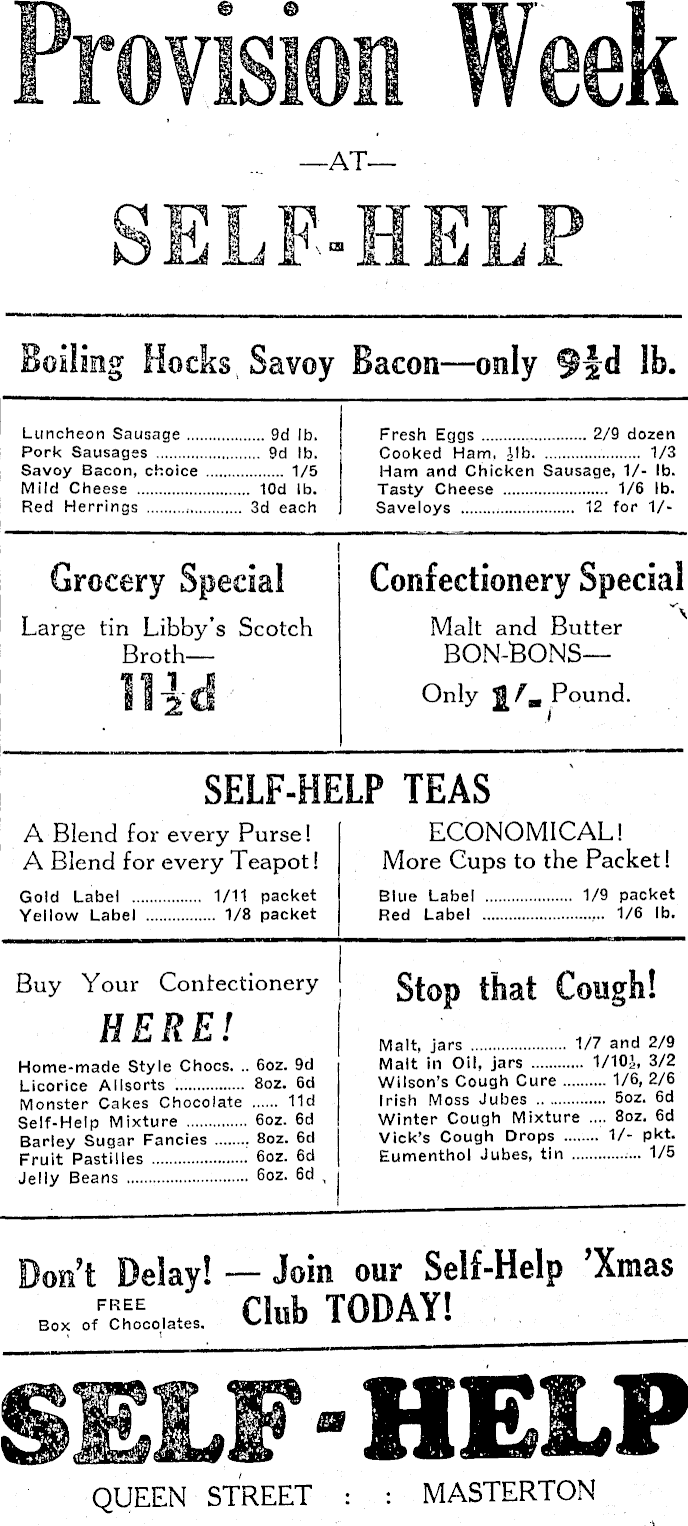 Provision Week
—AT—
SELF-HELP
Boiling Hocks Savoy Bacon—only 9½d lb.
Luncheon Sausage .................. 9d lb.
Pork Sausages ........................ 9d lb.
Savoy Bacon, choice .................. 1/5
Mild Cheese .......................... 10d lb.
Red Herrings ...................... 3d each
Fresh Eggs ........................ 2/9 dozen
Cooked Ham, ½lb. ...................... 1/3
Ham and Chicken Sausage, 1/- lb.
Tasty Cheese ........................ 1/6 lb.
Saveloys .......................... 12 for 1/-
Grocery Special
Large tin Libby's Scotch
Broth—
11½d
Confectionery Special
Malt and Butter
BON-BONS—
Only 1/- Pound.
SELF-HELP TEAS
A Blend for every Purse!
A Blend for every Teapot!
Gold Label ................ 1/11 packet
Yellow Label ................ 1/8 packet
ECONOMICAL!
More Cups to the Packet!
Blue Label .................... 1/9 packet
Red Label ............................ 1/6 lb.
Buy Your Confectionery
HERE!
Home-made Style Chocs. .. 6oz. 9d
Licorice Allsorts ................ 8oz. 6d
Monster Cakes Chocolate ...... 11d
Self-Help Mixture .............. 6oz. 6d
Barley Sugar Fancies ........ 8oz. 6d
Fruit Pastilles ...................... 6oz. 6d
Jelly Beans ............................ 6oz. 6d
Stop that Cough!
Malt, jars ...................... 1/7 and 2/9
Malt in Oil, jars ............ 1/10½, 3/2
Wilson's Cough Cure .......... 1/6, 2/6
Irish Moss Jubes .................. 5oz. 6d
Winter Cough Mixture .... 8oz. 6d
Vick's Cough Drops ........ 1/- pkt.
Eumenthol Jubes, tin ................ 1/5
Don't Delay! — Join our Self-Help 'Xmas
Club TODAY!
FREE
Box of Chocolates.
SELF-HELP
QUEEN STREET : : MASTERTON